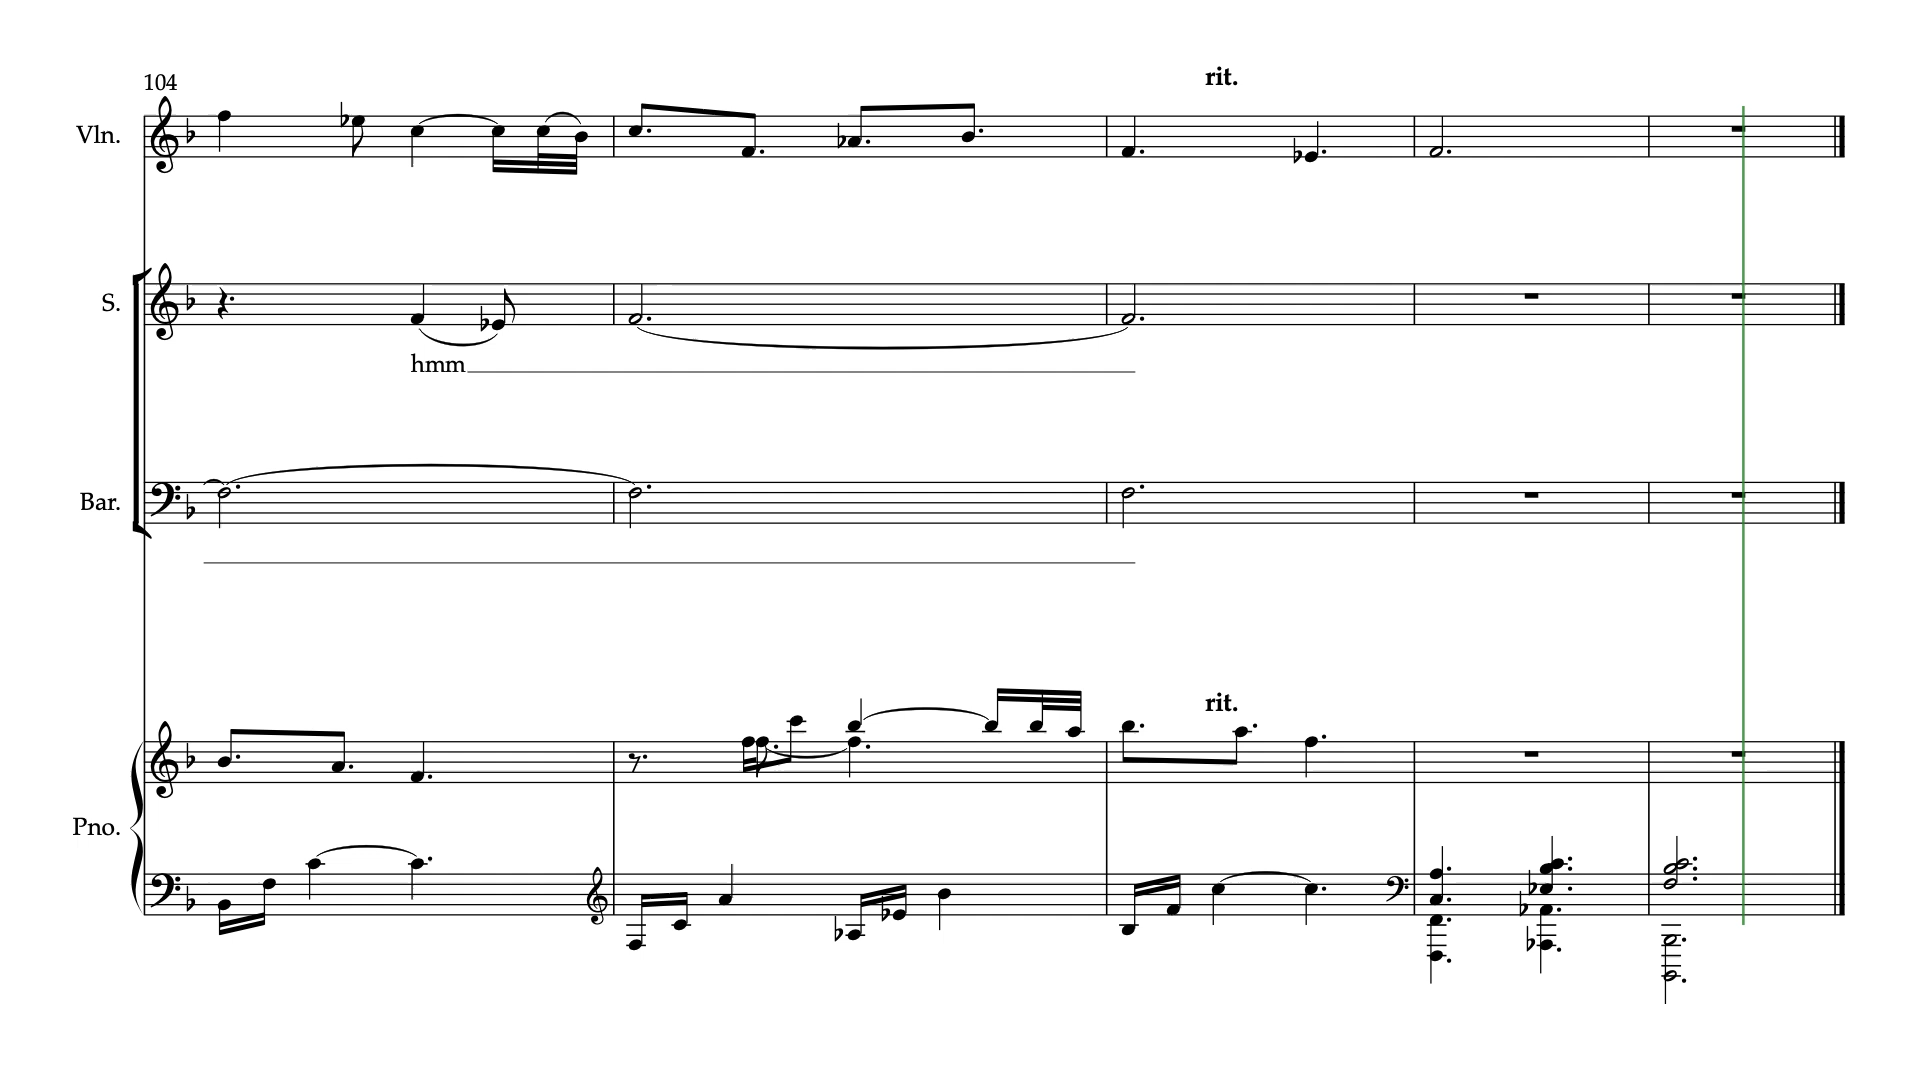 104
rit.
Vln.
S.
hmm
Bar.
rit.
Pno.